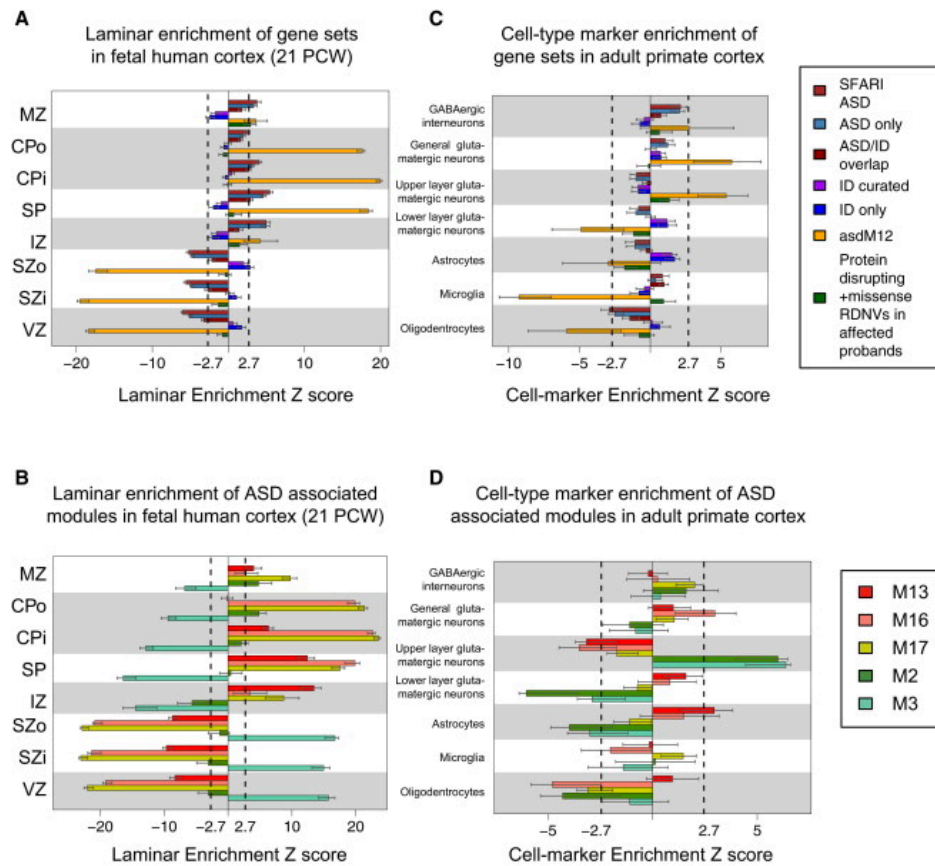 A
Laminar enrichment of gene sets
in fetal human cortex (21 PCW)
MZ
CPo
CPi
SP
IZ
SZo
SZi
VZ
−20
−10
−2.7
2.7
10
20
Laminar Enrichment Z score
C
Cell-type marker enrichment of
gene sets in adult primate cortex
GABAergic
interneurons
General gluta-
matergic neurons
Upper layer gluta-
matergic neurons
Lower layer gluta-
matergic neurons
Astrocytes
Microglia
Oligodentrocytes
−10
−5
−2.7
2.7
5
Cell-marker Enrichment Z score
SFARI
ASD
ASD only
ASD/ID
overlap
ID curated
ID only
asdM12
Protein
disrupting
+missense
RDNVs in
affected
probands
B
Laminar enrichment of ASD associated
modules in fetal human cortex (21 PCW)
MZ
CPo
CPi
SP
IZ
SZo
SZi
VZ
−20
−10
−2.7
2.7
10
20
Laminar Enrichment Z score
D
Cell-type marker enrichment of ASD
associated modules in adult primate cortex
GABAergic
interneurons
General gluta-
matergic neurons
Upper layer gluta-
matergic neurons
Lower layer gluta-
matergic neurons
Astrocytes
Microglia
Oligodentrocytes
−5
−2.7
2.7
5
Cell-marker Enrichment Z score
M13
M16
M17
M2
M3